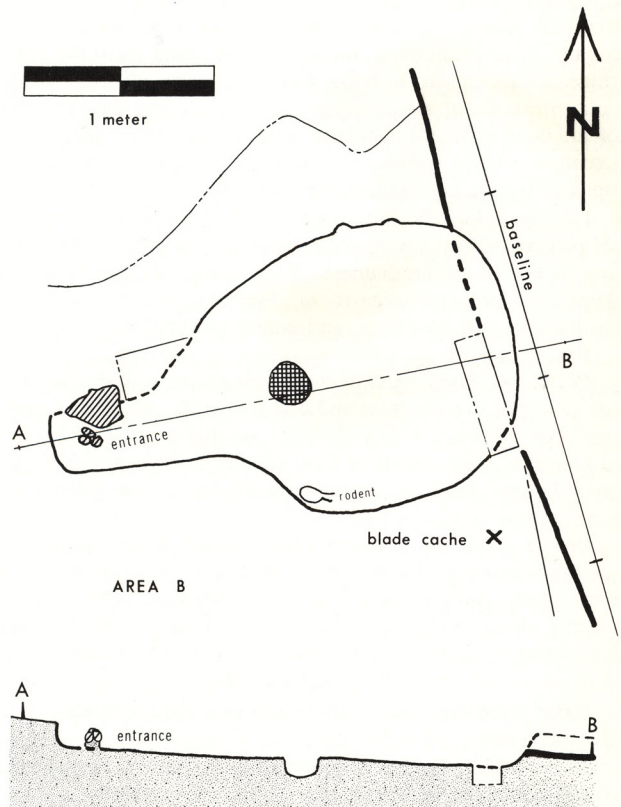 1 meter
N
baseline
B
A
entrance
rodent
blade cache
AREA B
A
entrance
B